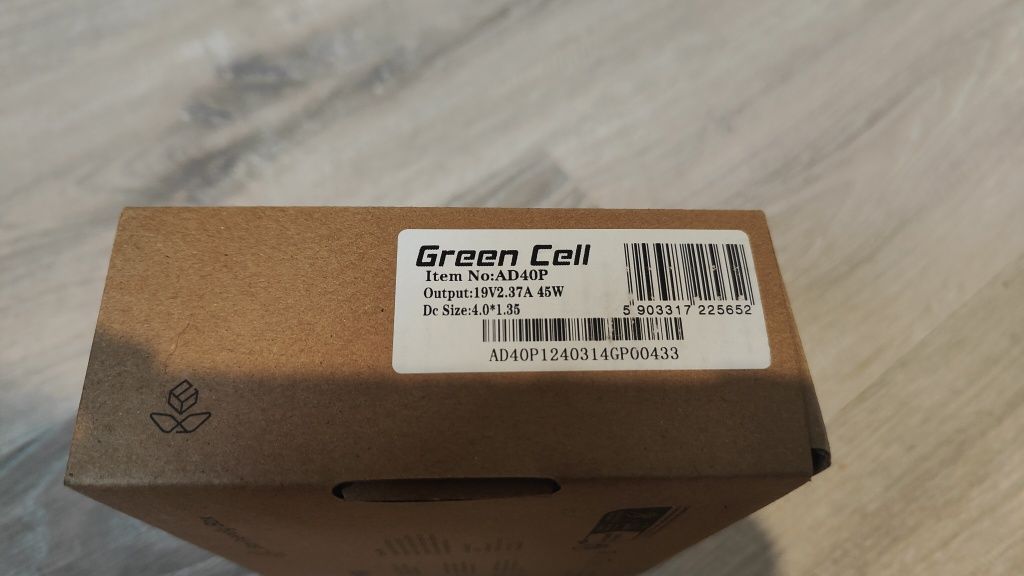 Green Cell
Item No:AD40P
Output:19V2.37A 45W
Dc Size:4.0*1.35
5 903317 225652
AD40P1240314GP00433